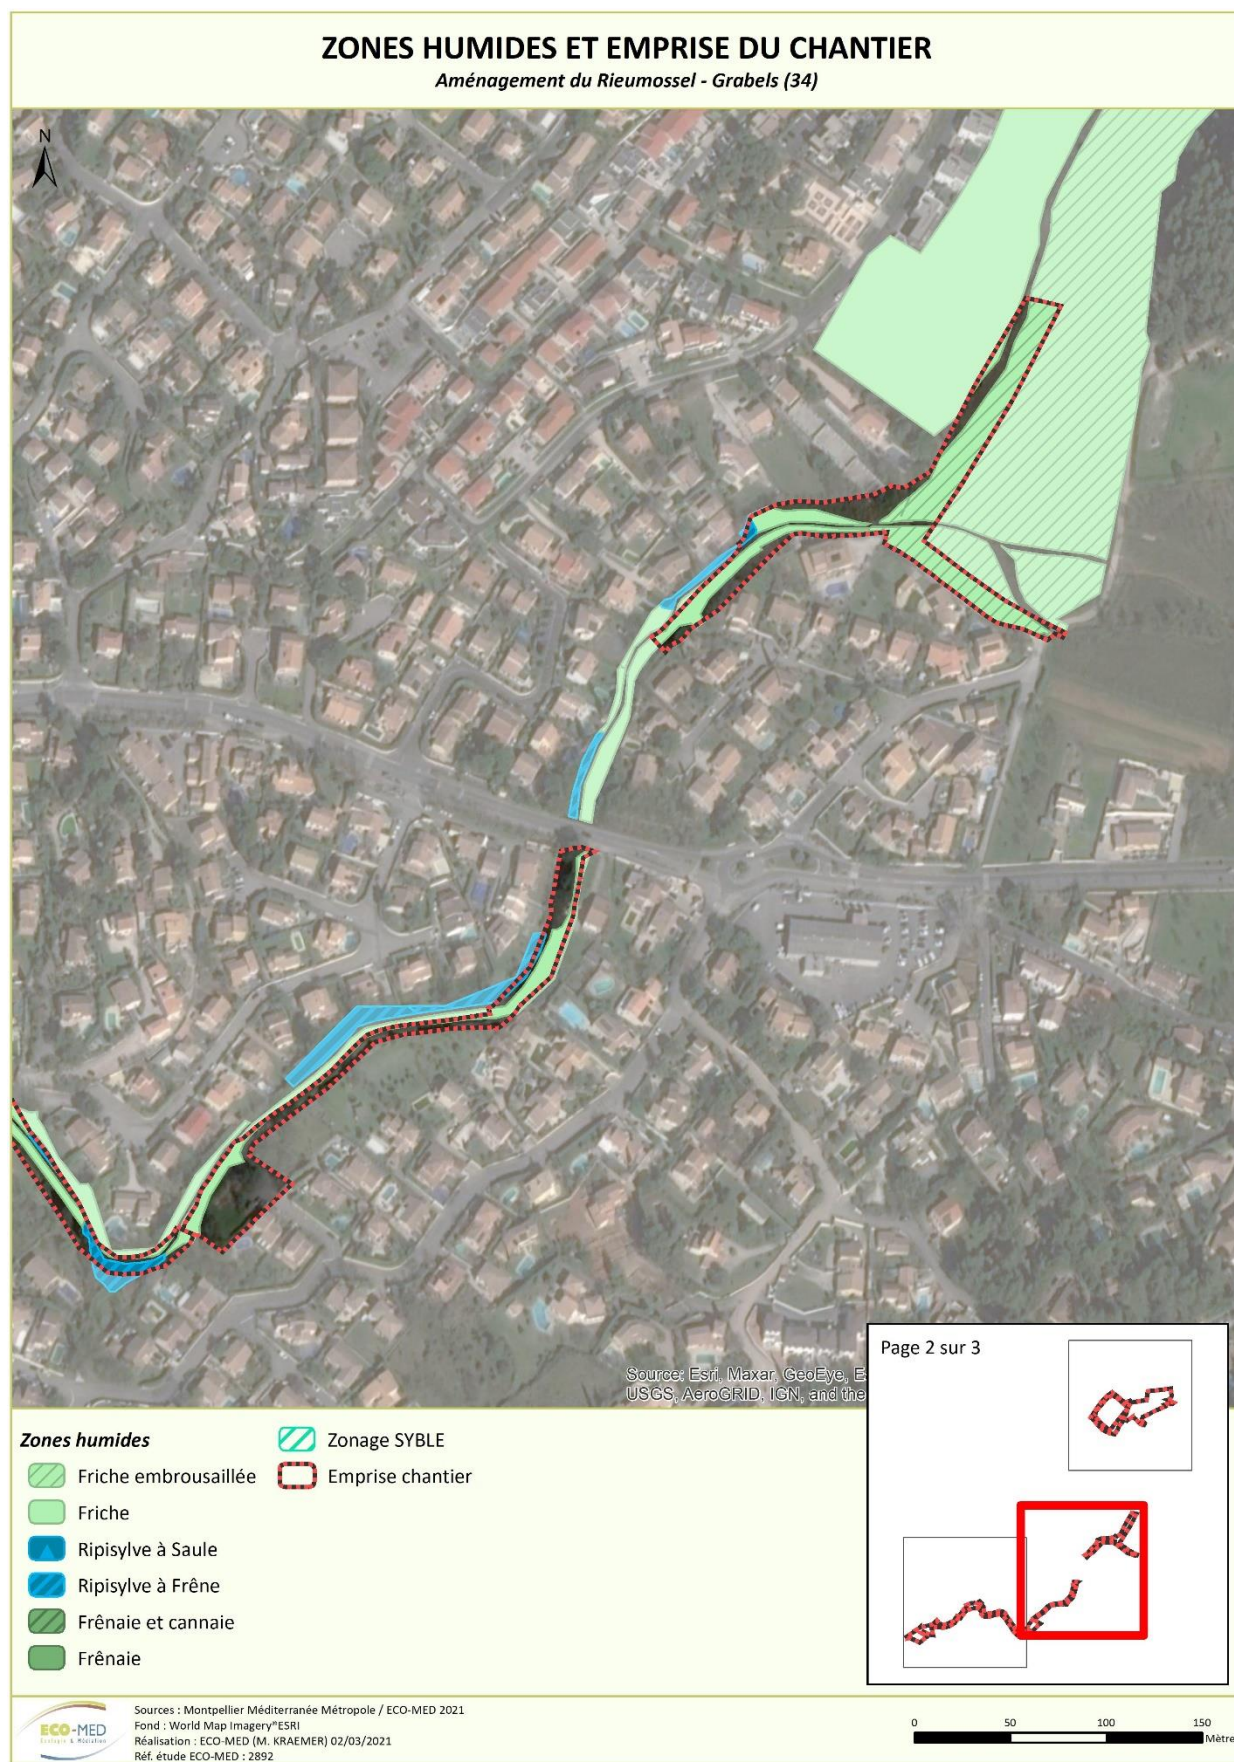 ZONES HUMIDES ET EMPRISE DU CHANTIER
Aménagement du Rieumossel - Grabels (34)
N
Source: Esri, Maxar, GeoEye, E
USGS, AeroGRID, IGN, and the
Page 2 sur 3
Zones humides
Friche embrousaillée
Friche
Ripisylve à Saule
Ripisylve à Frêne
Frênaie et cannaie
Frênaie
Zonage SYBLE
Emprise chantier
ECO-MED
Ecologie & Médiation
Sources : Montpellier Méditerranée Métropole / ECO-MED 2021
Fond : World Map Imagery®ESRI
Réalisation : ECO-MED (M. KRAEMER) 02/03/2021
Réf. étude ECO-MED : 2892
0 50 100 150
Mètre